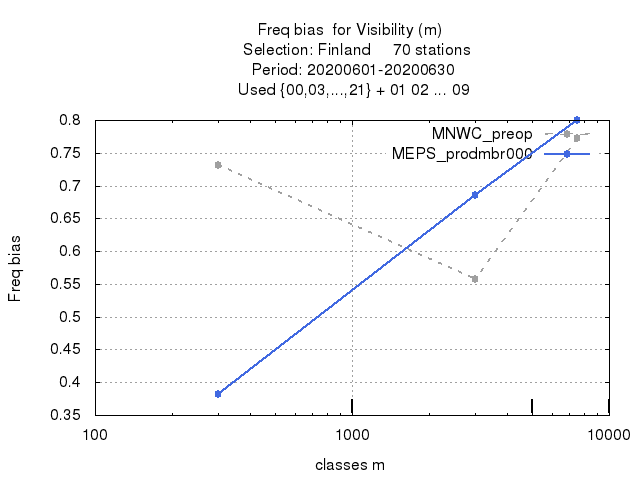 Freq bias  for Visibility (m)
Selection: Finland     70 stations
Period: 20200601-20200630
Used {00,03,...,21} + 01 02 ... 09
MNWC_preop
MEPS_prodmbr000
0.8
0.75
0.7
0.65
0.6
0.55
0.5
0.45
0.4
0.35
Freq bias
100
1000
10000
classes m